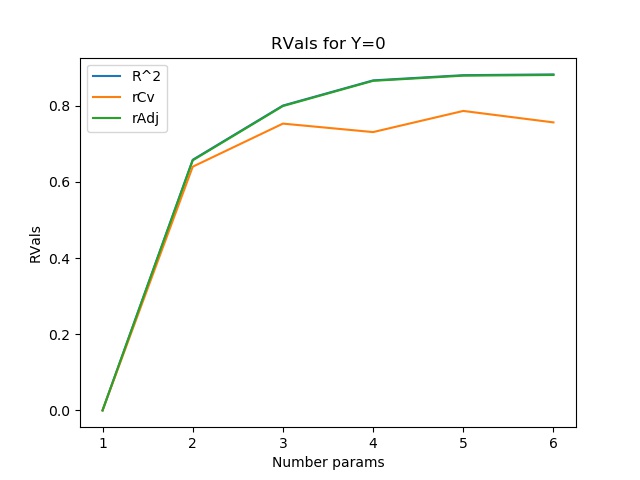 RVals for Y=0
R^2
rCv
rAdj
RVals
0.8
0.6
0.4
0.2
0.0
1 2 3 4 5 6
Number params